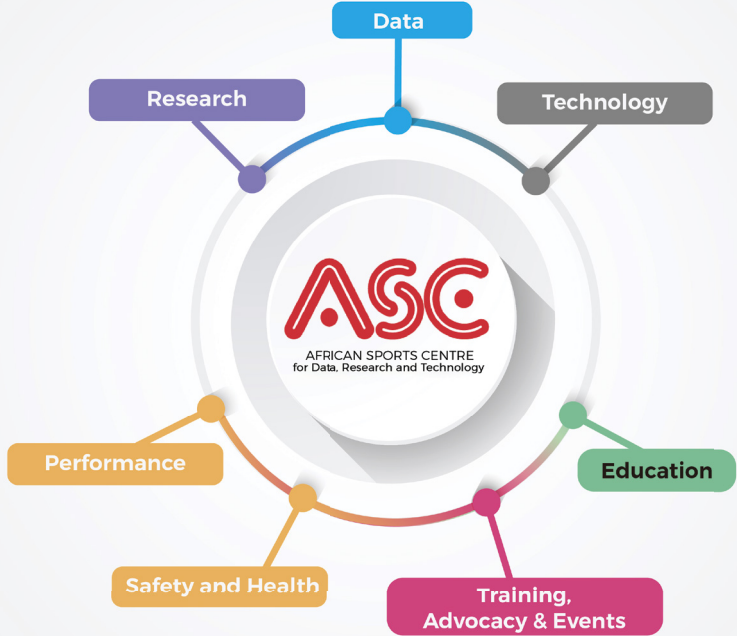 Data
Research
Technology
ASC
AFRICAN SPORTS CENTRE
for Data, Research and Technology
Performance
Education
Safety and Health
Training,
Advocacy & Events